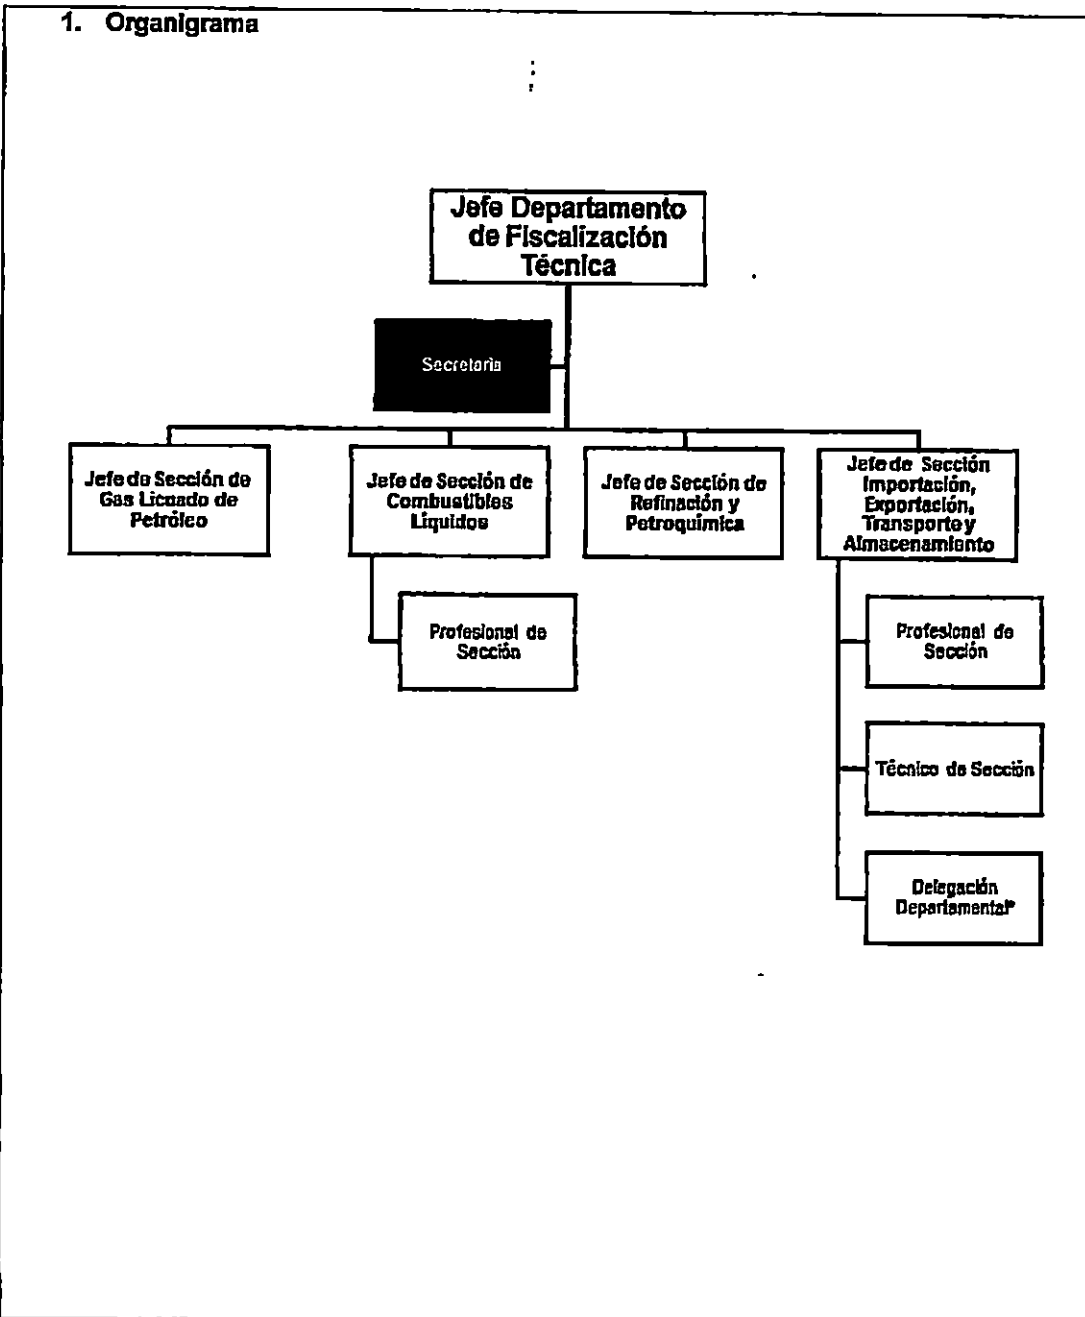 1. Organigrama
Jefe Departamento
de Fiscalización
Técnica
Secretaria
Jefe de Sección de
Gas Licuado de
Petróleo
Jefe de Sección de
Combustibles
Líquidos
Jefe de Sección de
Refinación y
Petroquímica
Jefe de Sección
Importación,
Exportación,
Transporte y
Almacenamiento
Profesional de
Sección
Profesional de
Sección
Técnico de Sección
Delegación
Departamental*